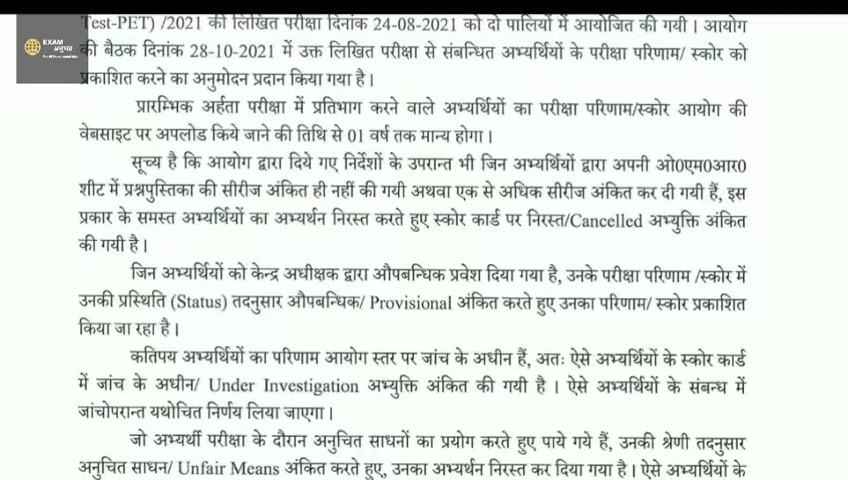 Test-PET) /2021 की लिखित परीक्षा दिनांक 24-08-2021 को दो पालियों में आयोजित की गयी। आयोग
EXAM
अनुभव
की बैठक दिनांक 28-10-2021 में उक्त लिखित परीक्षा से संबन्धित अभ्यर्थियों के परीक्षा परिणाम/ स्कोर को
प्रकाशित करने का अनुमोदन प्रदान किया गया है।
प्रारम्भिक अर्हता परीक्षा में प्रतिभाग करने वाले अभ्यर्थियों का परीक्षा परिणाम/स्कोर आयोग की
वेबसाइट पर अपलोड किये जाने की तिथि से 01 वर्ष तक मान्य होगा।
सूच्य है कि आयोग द्वारा दिये गए निर्देशों के उपरान्त भी जिन अभ्यर्थियों द्वारा अपनी ओ0एम0आर0
शीट में प्रश्नपुस्तिका की सीरीज अंकित ही नहीं की गयी अथवा एक से अधिक सीरीज अंकित कर दी गयी हैं, इस
प्रकार के समस्त अभ्यर्थियों का अभ्यर्थन निरस्त करते हुए स्कोर कार्ड पर निरस्त/Cancelled अभ्युक्ति अंकित
की गयी है।
जिन अभ्यर्थियों को केन्द्र अधीक्षक द्वारा औपबन्धिक प्रवेश दिया गया है, उनके परीक्षा परिणाम /स्कोर में
उनकी प्रस्थिति (Status) तदनुसार औपबन्धिक/ Provisional अंकित करते हुए उनका परिणाम/ स्कोर प्रकाशित
किया जा रहा है।
कतिपय अभ्यर्थियों का परिणाम आयोग स्तर पर जांच के अधीन हैं, अतः ऐसे अभ्यर्थियों के स्कोर कार्ड
में जांच के अधीन/ Under Investigation अभ्युक्ति अंकित की गयी है। ऐसे अभ्यर्थियों के संबन्ध में
जांचोपरान्त यथोचित निर्णय लिया जाएगा।
जो अभ्यर्थी परीक्षा के दौरान अनुचित साधनों का प्रयोग करते हुए पाये गये हैं, उनकी श्रेणी तदनुसार
अनुचित साधन/ Unfair Means अंकित करते हुए, उनका अभ्यर्थन निरस्त कर दिया गया है। ऐसे अभ्यर्थियों के